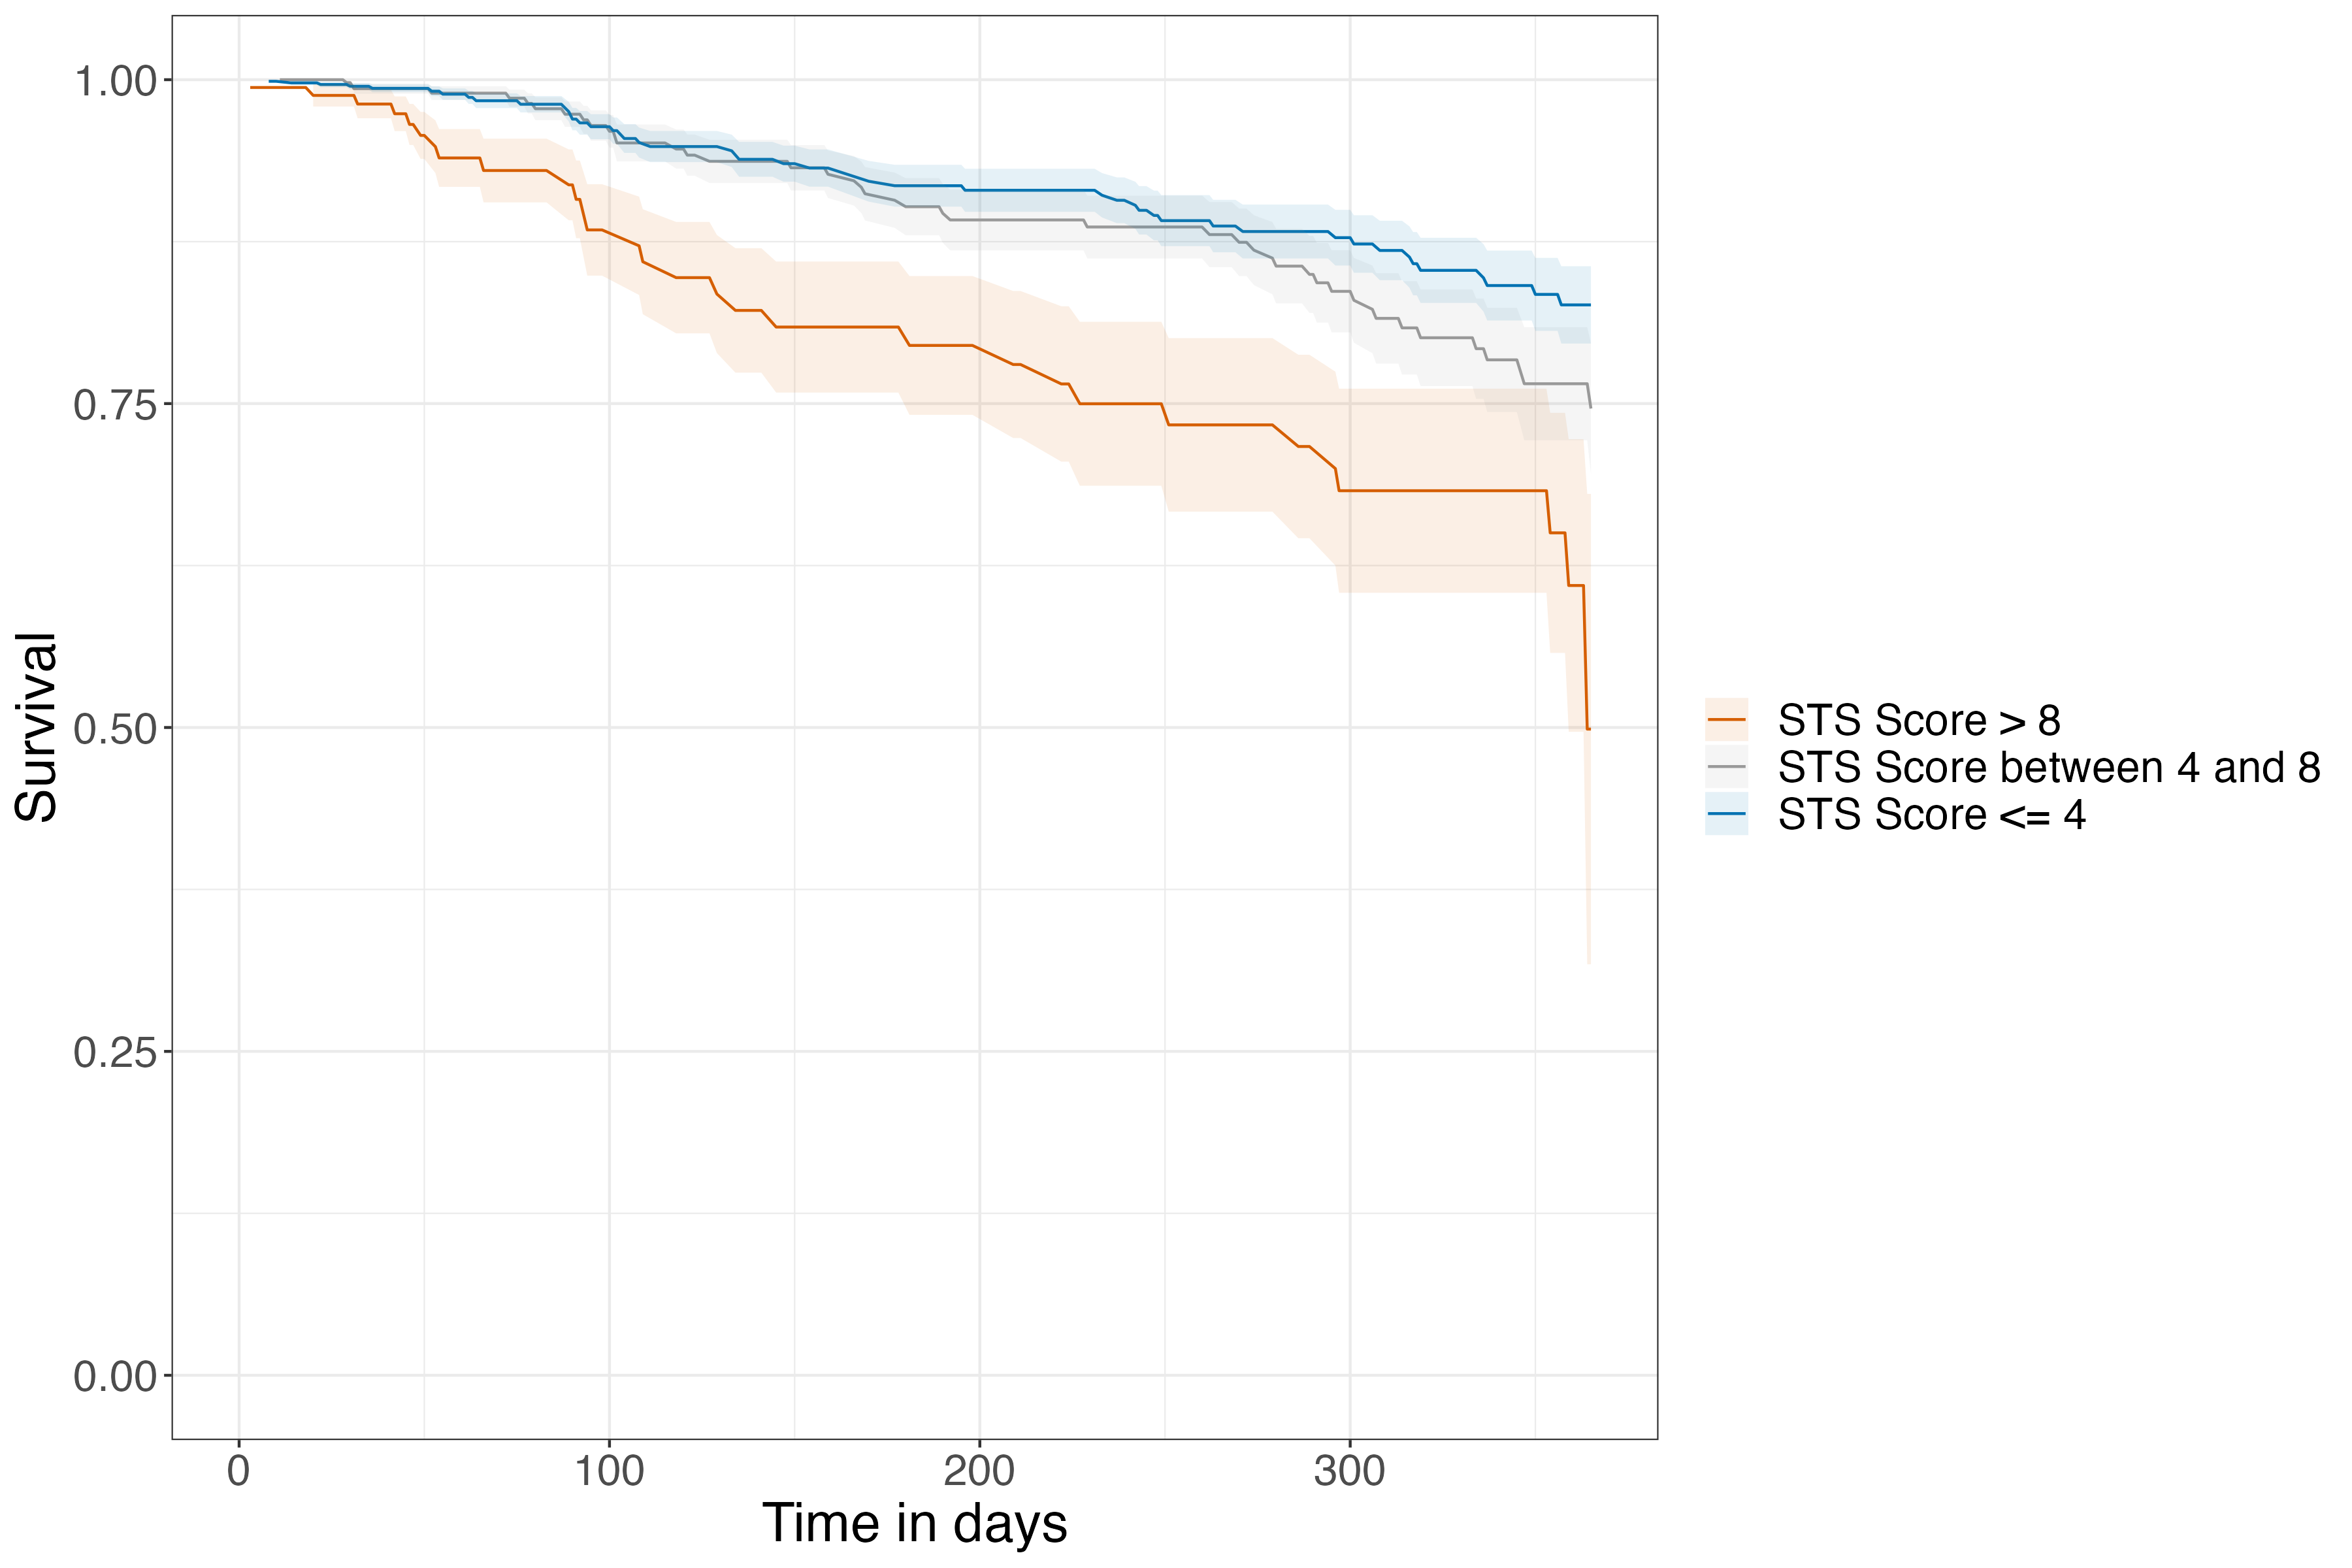 1.00
0.75
0.50
0.25
0.00
Survival
0
100
200
300
Time in days
STS Score > 8
STS Score between 4 and 8
STS Score <= 4